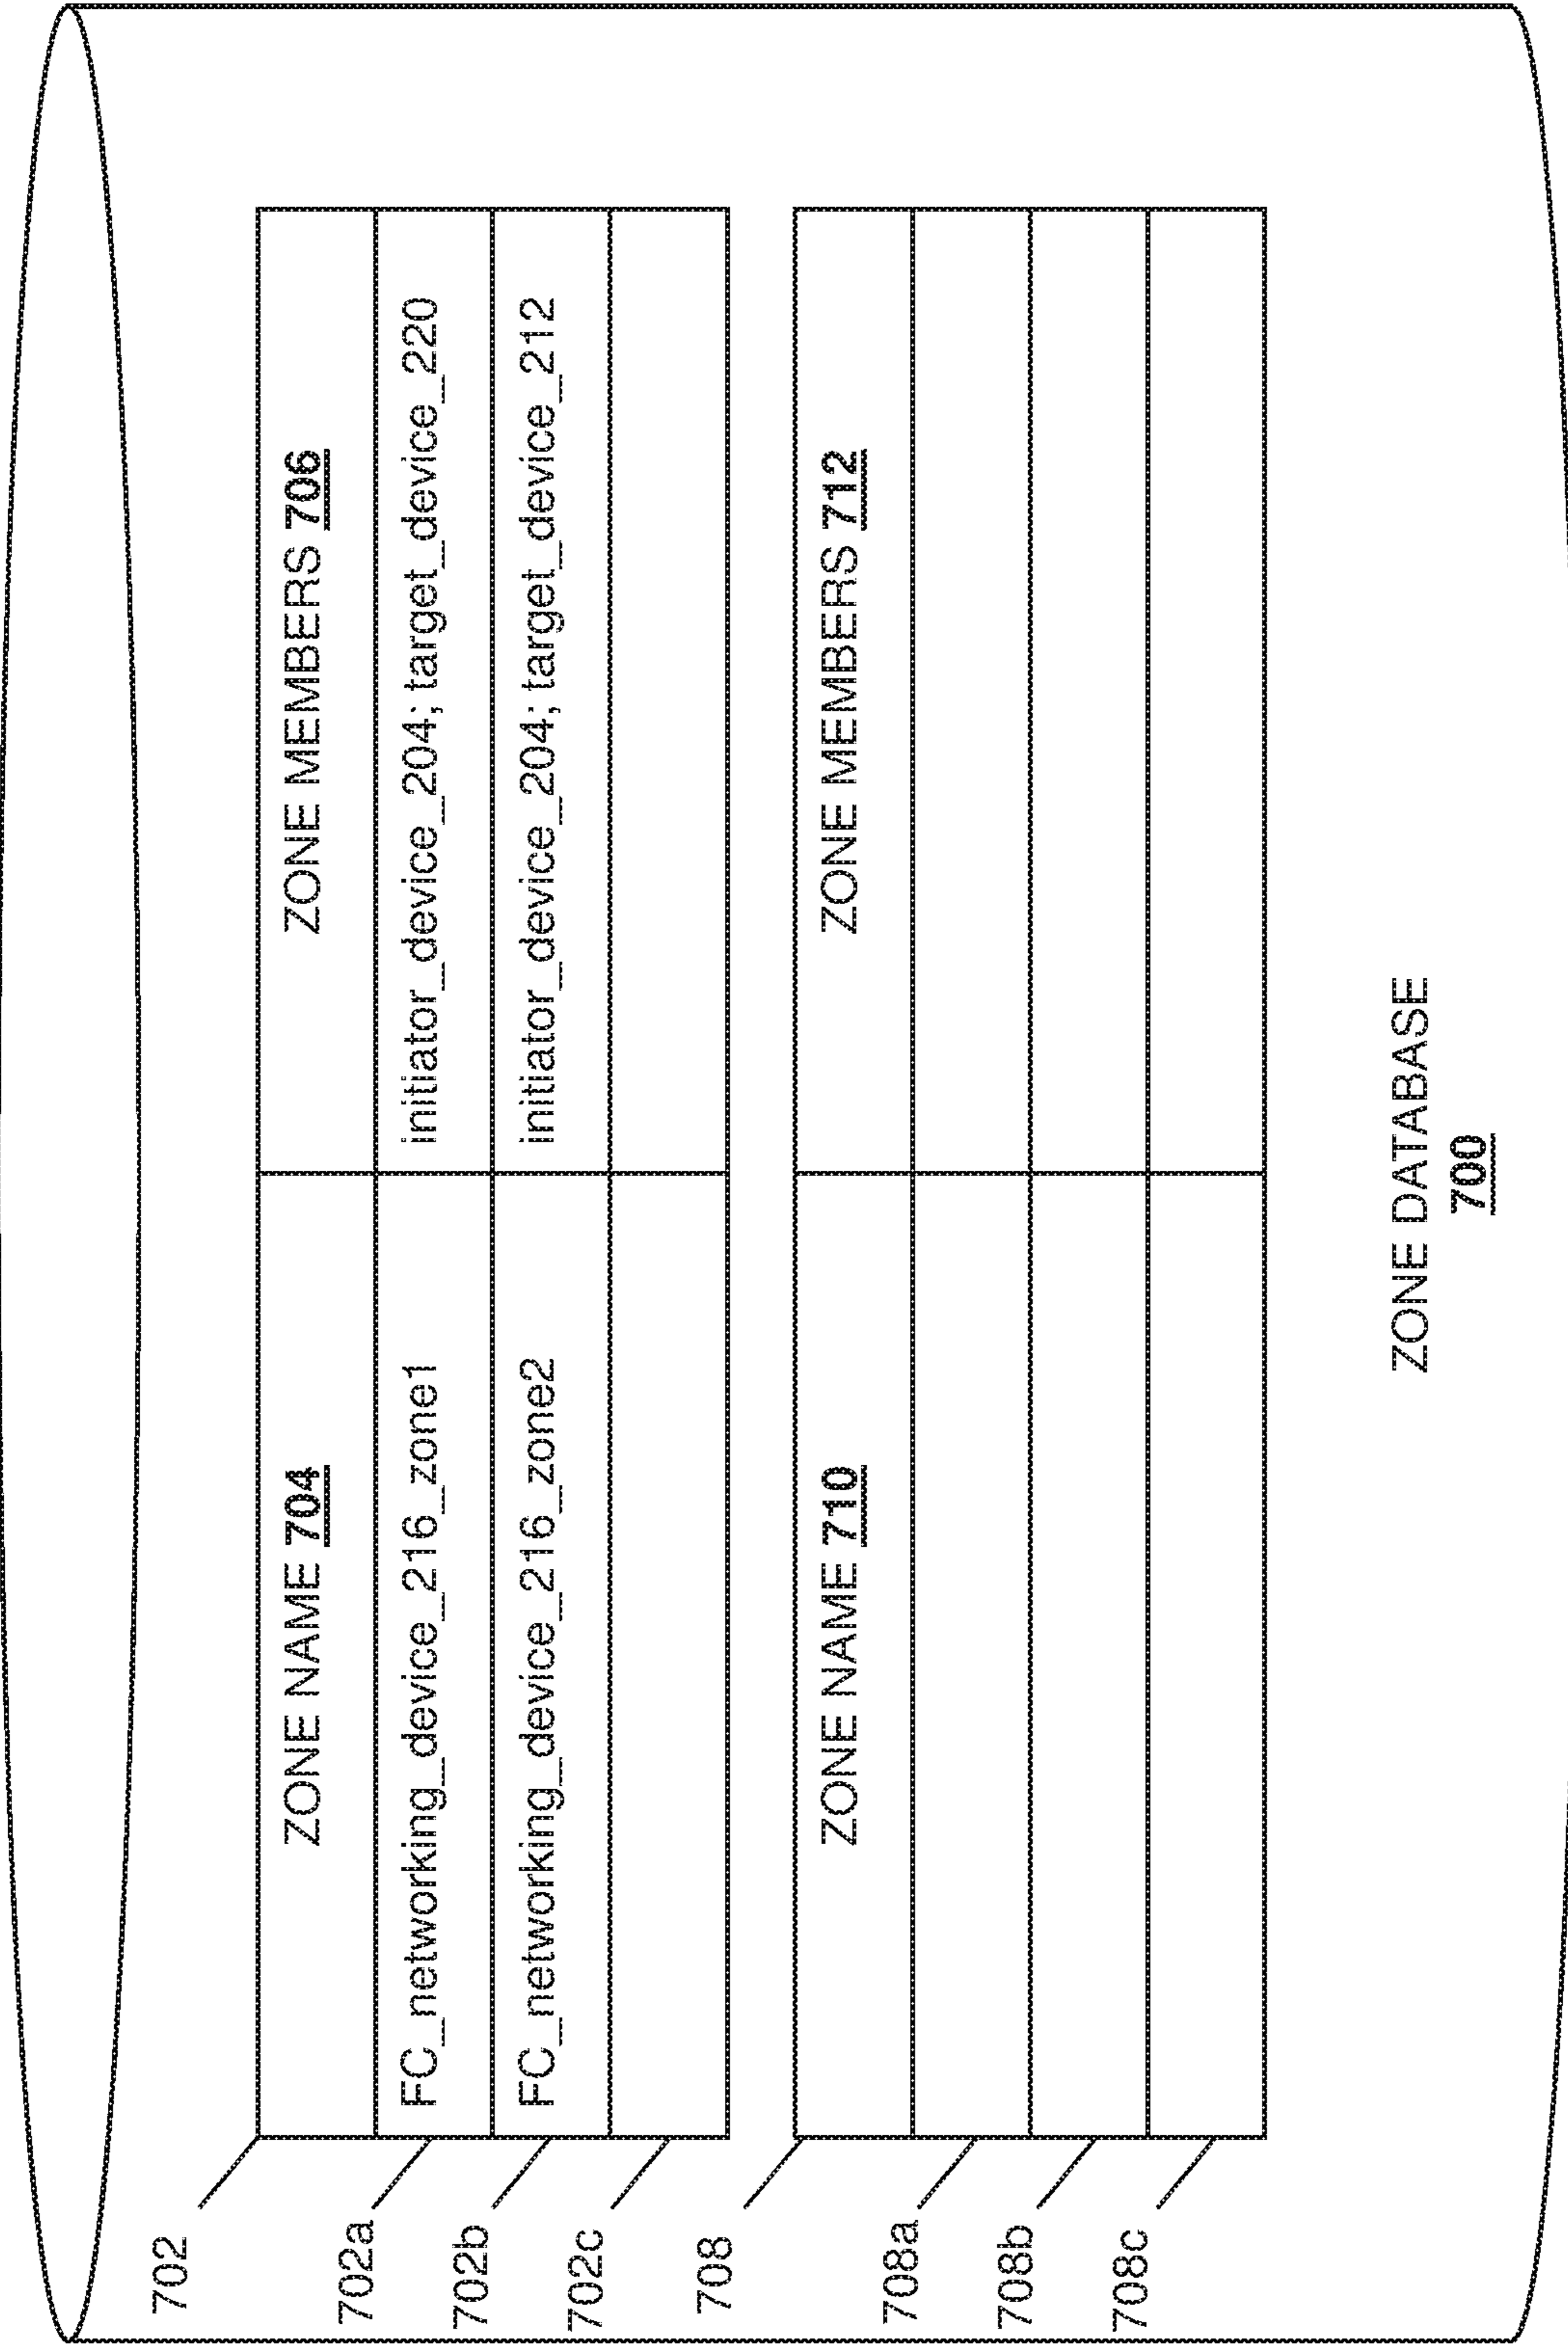 702
ZONE NAME 704 ZONE MEMBERS 706
702a FC_networking_device_216_zone1 initiator_device_204; target_device_220
702b FC_networking_device_216_zone2 initiator_device_204; target_device_212
702c
708
ZONE NAME 710 ZONE MEMBERS 712
708a
708b
708c
ZONE DATABASE
700